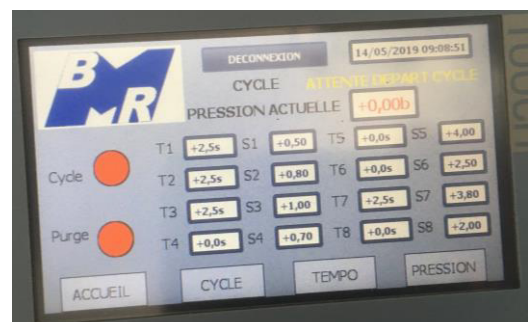 BMR
DECONNEXION
14/05/2019 09:08:51
CYCLE ATTENTE DEPART CYCLE
PRESSION ACTUELLE +0,00b
T1 +2,5s S1 +0,50 T5 +0,0s S5 +4,00
Cycle
T2 +2,5s S2 +0,80 T6 +0,0s S6 +2,50
T3 +2,5s S3 +1,00 T7 +2,5s S7 +3,80
Purge
T4 +0,0s S4 +0,70 T8 +0,0s S8 +2,00
ACCUEIL CYCLE TEMPO PRESSION
Touch